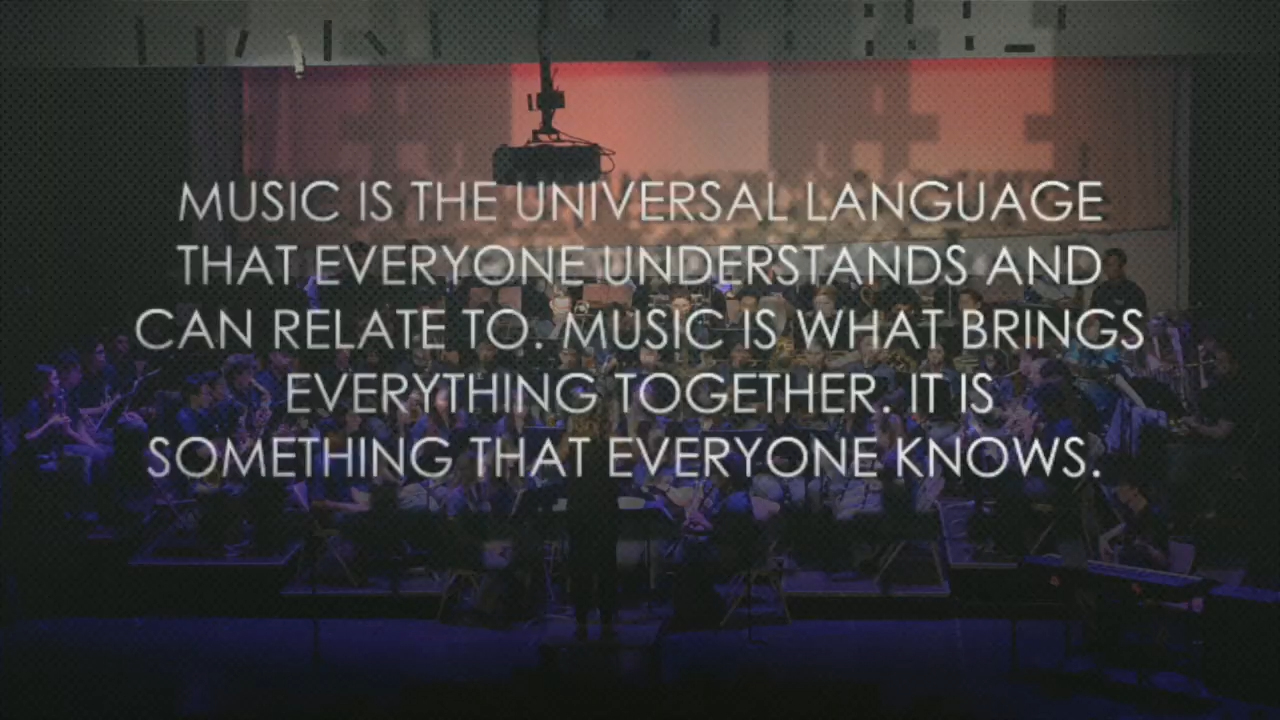 MUSIC IS THE UNIVERSAL LANGUAGE
THAT EVERYONE UNDERSTANDS AND
CAN RELATE TO. MUSIC IS WHAT BRINGS
EVERYTHING TOGETHER. IT IS
SOMETHING THAT EVERYONE KNOWS.